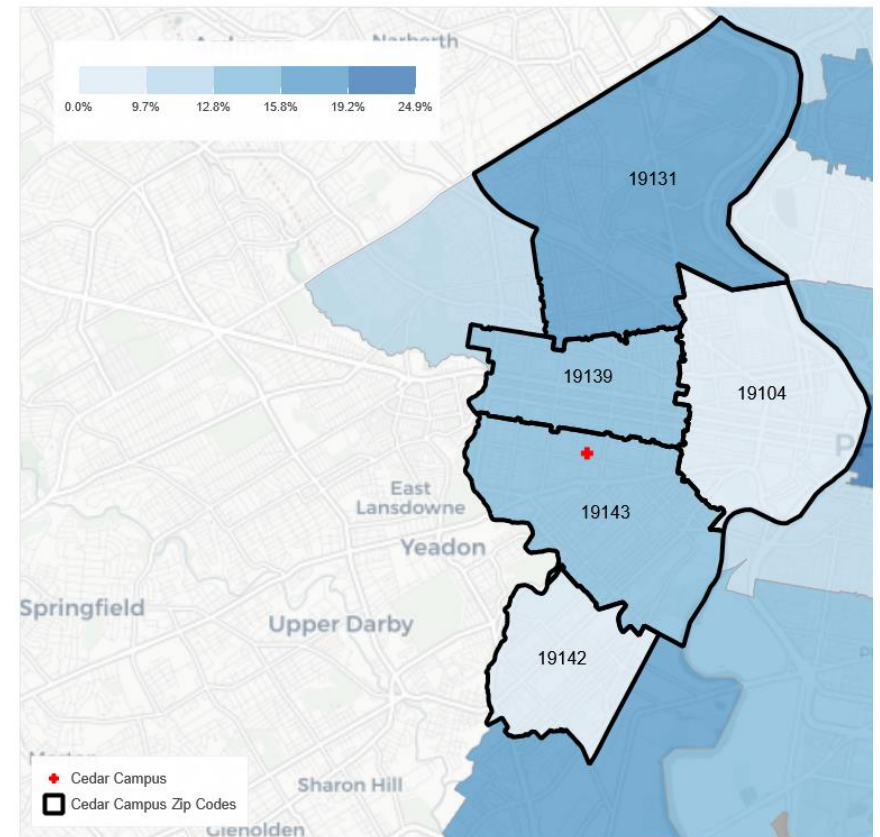 Narberth
0.0% 9.7% 12.8% 15.8% 19.2% 24.9%
19131
19139
19104
East
Lansdowne
19143
Yeadon
Springfield
Upper Darby
19142
Cedar Campus
Sharon Hill
Cedar Campus Zip Codes
Glenolden